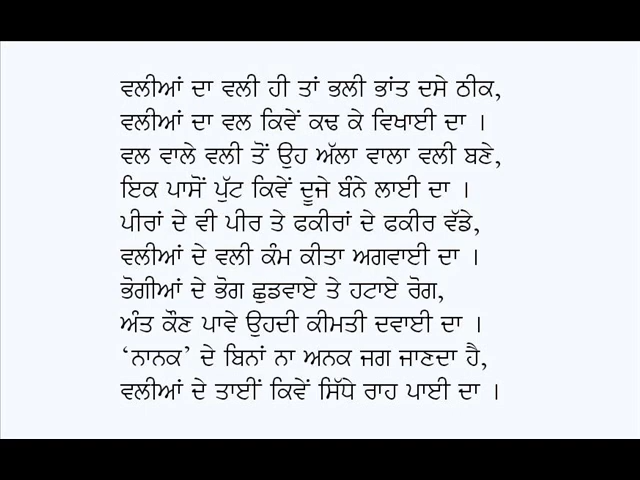 ਵਲੀਆਂ ਦਾ ਵਲੀ ਹੀ ਤਾਂ ਭਲੀ ਭਾਂਤ ਦਸੇ ਠੀਕ,
ਵਲੀਆਂ ਦਾ ਵਲ ਕਿਵੇਂ ਕਢ ਕੇ ਵਿਖਾਈ ਦਾ ।
ਵਲ ਵਾਲੇ ਵਲੀ ਤੋਂ ਉਹ ਅੱਲਾ ਵਾਲਾ ਵਲੀ ਬਣੇ,
ਇਕ ਪਾਸੋਂ ਪੁੱਟ ਕਿਵੇਂ ਦੂਜੇ ਬੰਨੇ ਲਾਈ ਦਾ ।
ਪੀਰਾਂ ਦੇ ਵੀ ਪੀਰ ਤੇ ਫਕੀਰਾਂ ਦੇ ਫਕੀਰ ਵੱਡੇ,
ਵਲੀਆਂ ਦੇ ਵਲੀ ਕੰਮ ਕੀਤਾ ਅਗਵਾਈ ਦਾ ।
ਭੋਗੀਆਂ ਦੇ ਭੋਗ ਛੁਡਵਾਏ ਤੇ ਹਟਾਏ ਰੋਗ,
ਅੰਤ ਕੌਣ ਪਾਵੇ ਉਹਦੀ ਕੀਮਤੀ ਦਵਾਈ ਦਾ ।
‘ਨਾਨਕ’ ਦੇ ਬਿਨਾਂ ਨਾ ਅਨਕ ਜਗ ਜਾਣਦਾ ਹੈ,
ਵਲੀਆਂ ਦੇ ਤਾਈਂ ਕਿਵੇਂ ਸਿੱਧੇ ਰਾਹ ਪਾਈ ਦਾ ।